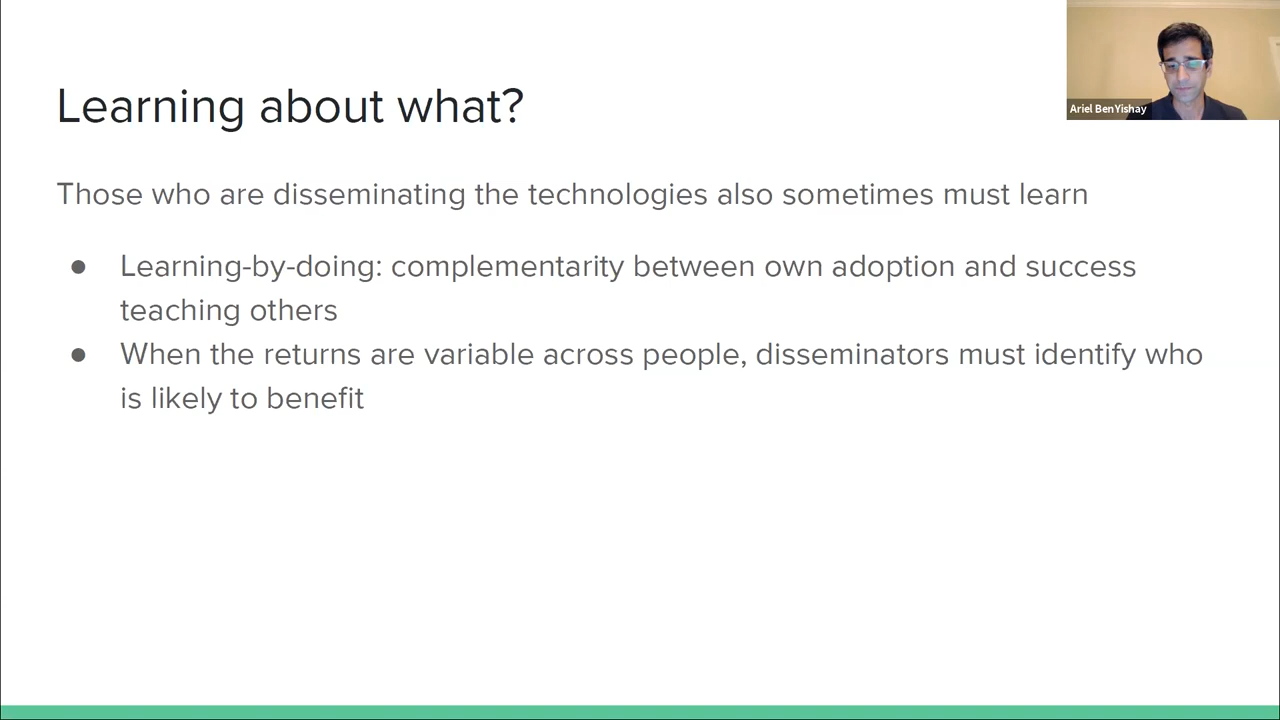 Learning about what?
Ariel BenYishay
Those who are disseminating the technologies also sometimes must learn
● Learning-by-doing: complementarity between own adoption and success
teaching others
● When the returns are variable across people, disseminators must identify who
is likely to benefit